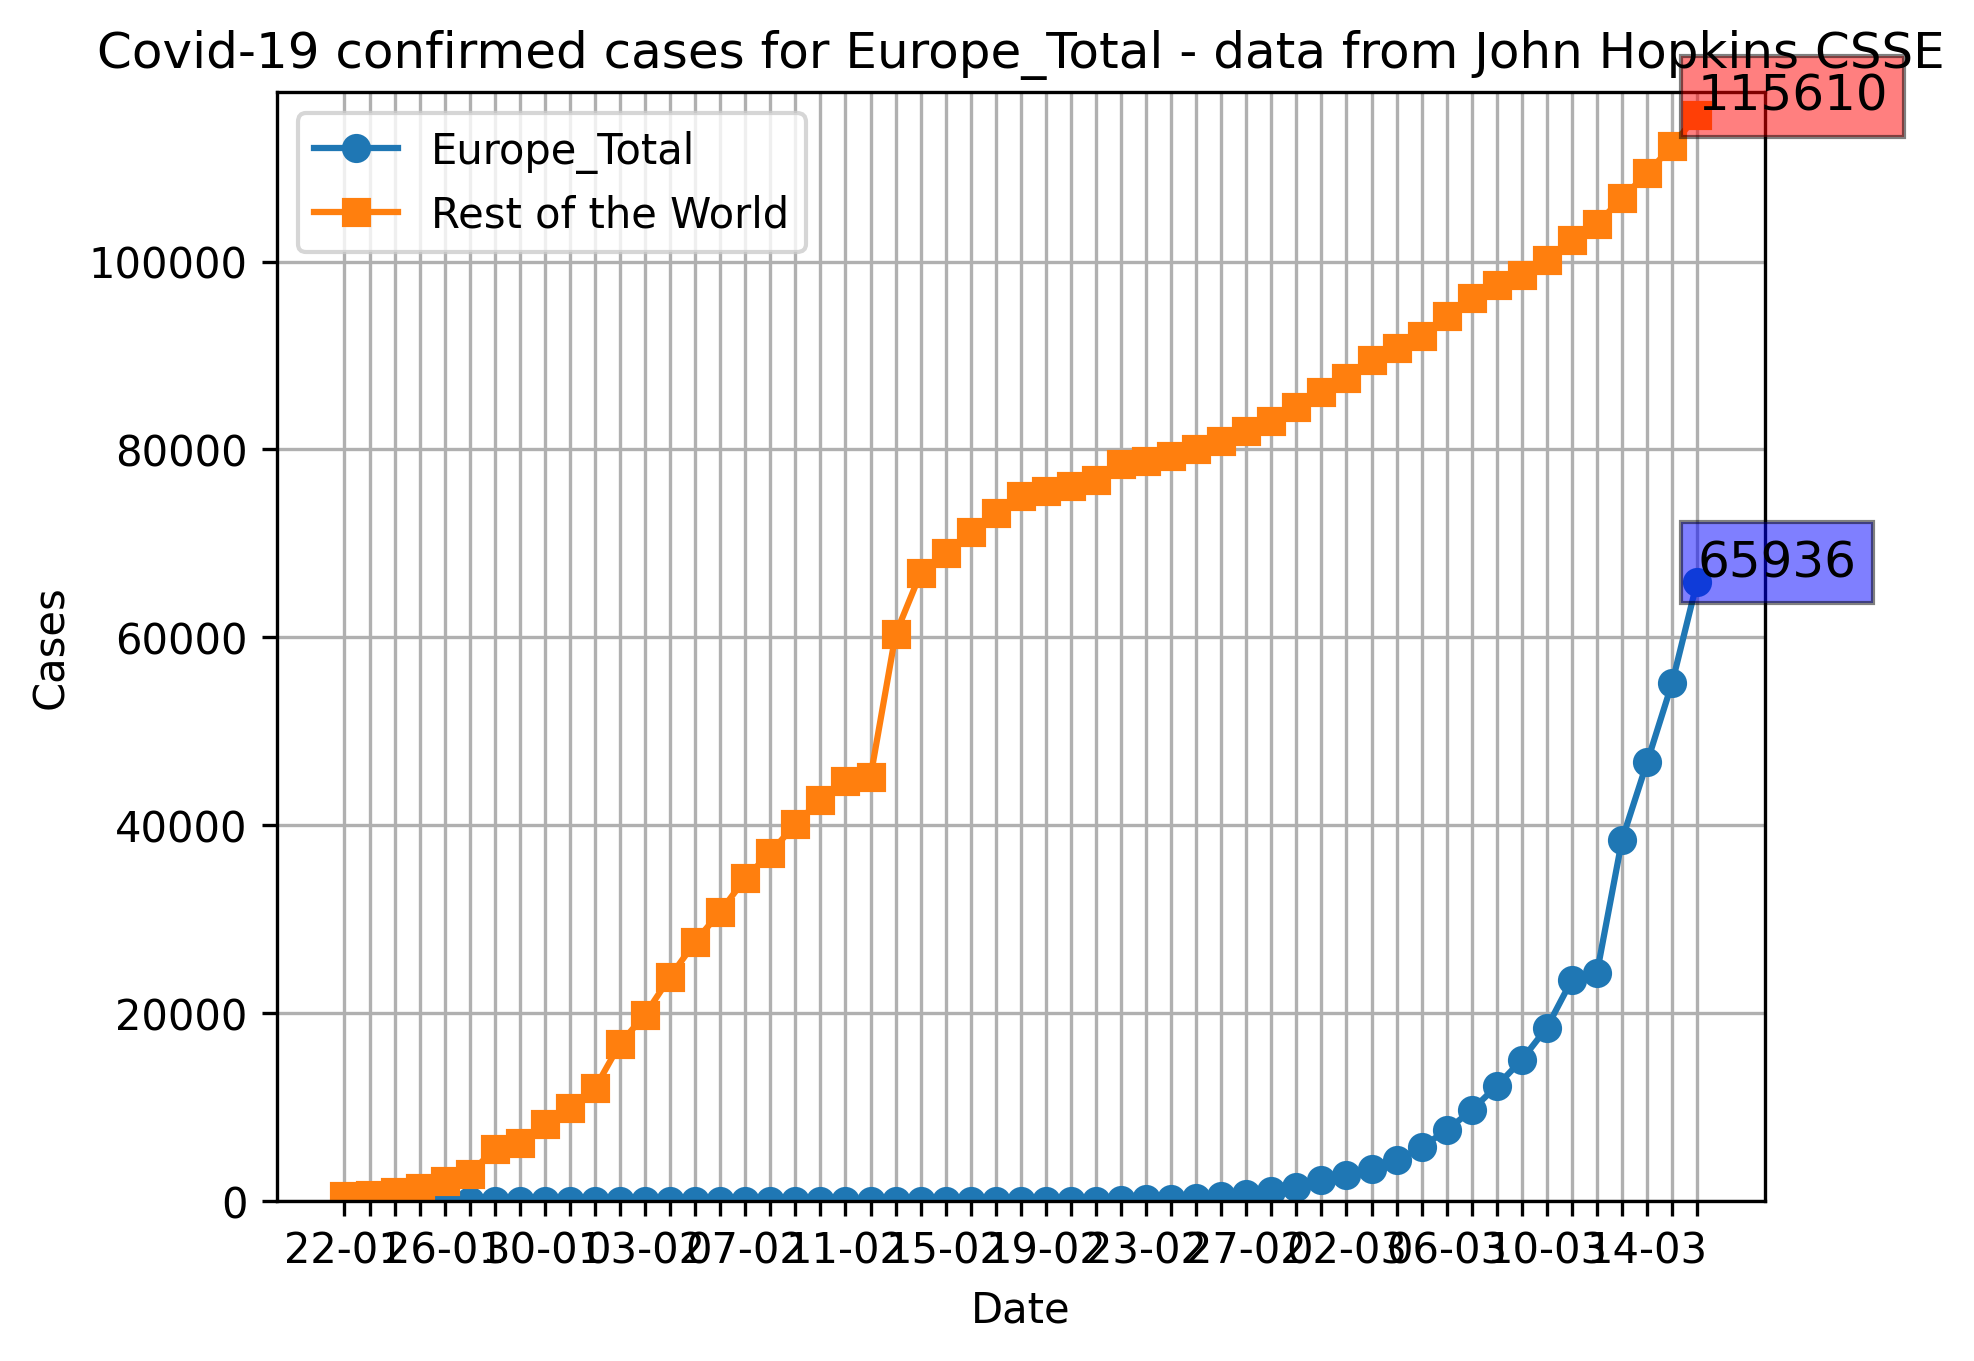 Covid-19 confirmed cases for Europe_Total - data from John Hopkins CSSE
115610
Europe_Total
Rest of the World
100000
80000
65936
60000
40000
20000
0
Cases
22-01 26-01 30-01 03-02 07-02 11-02 15-02 19-02 23-02 27-02 02-03 06-03 10-03 14-03
Date